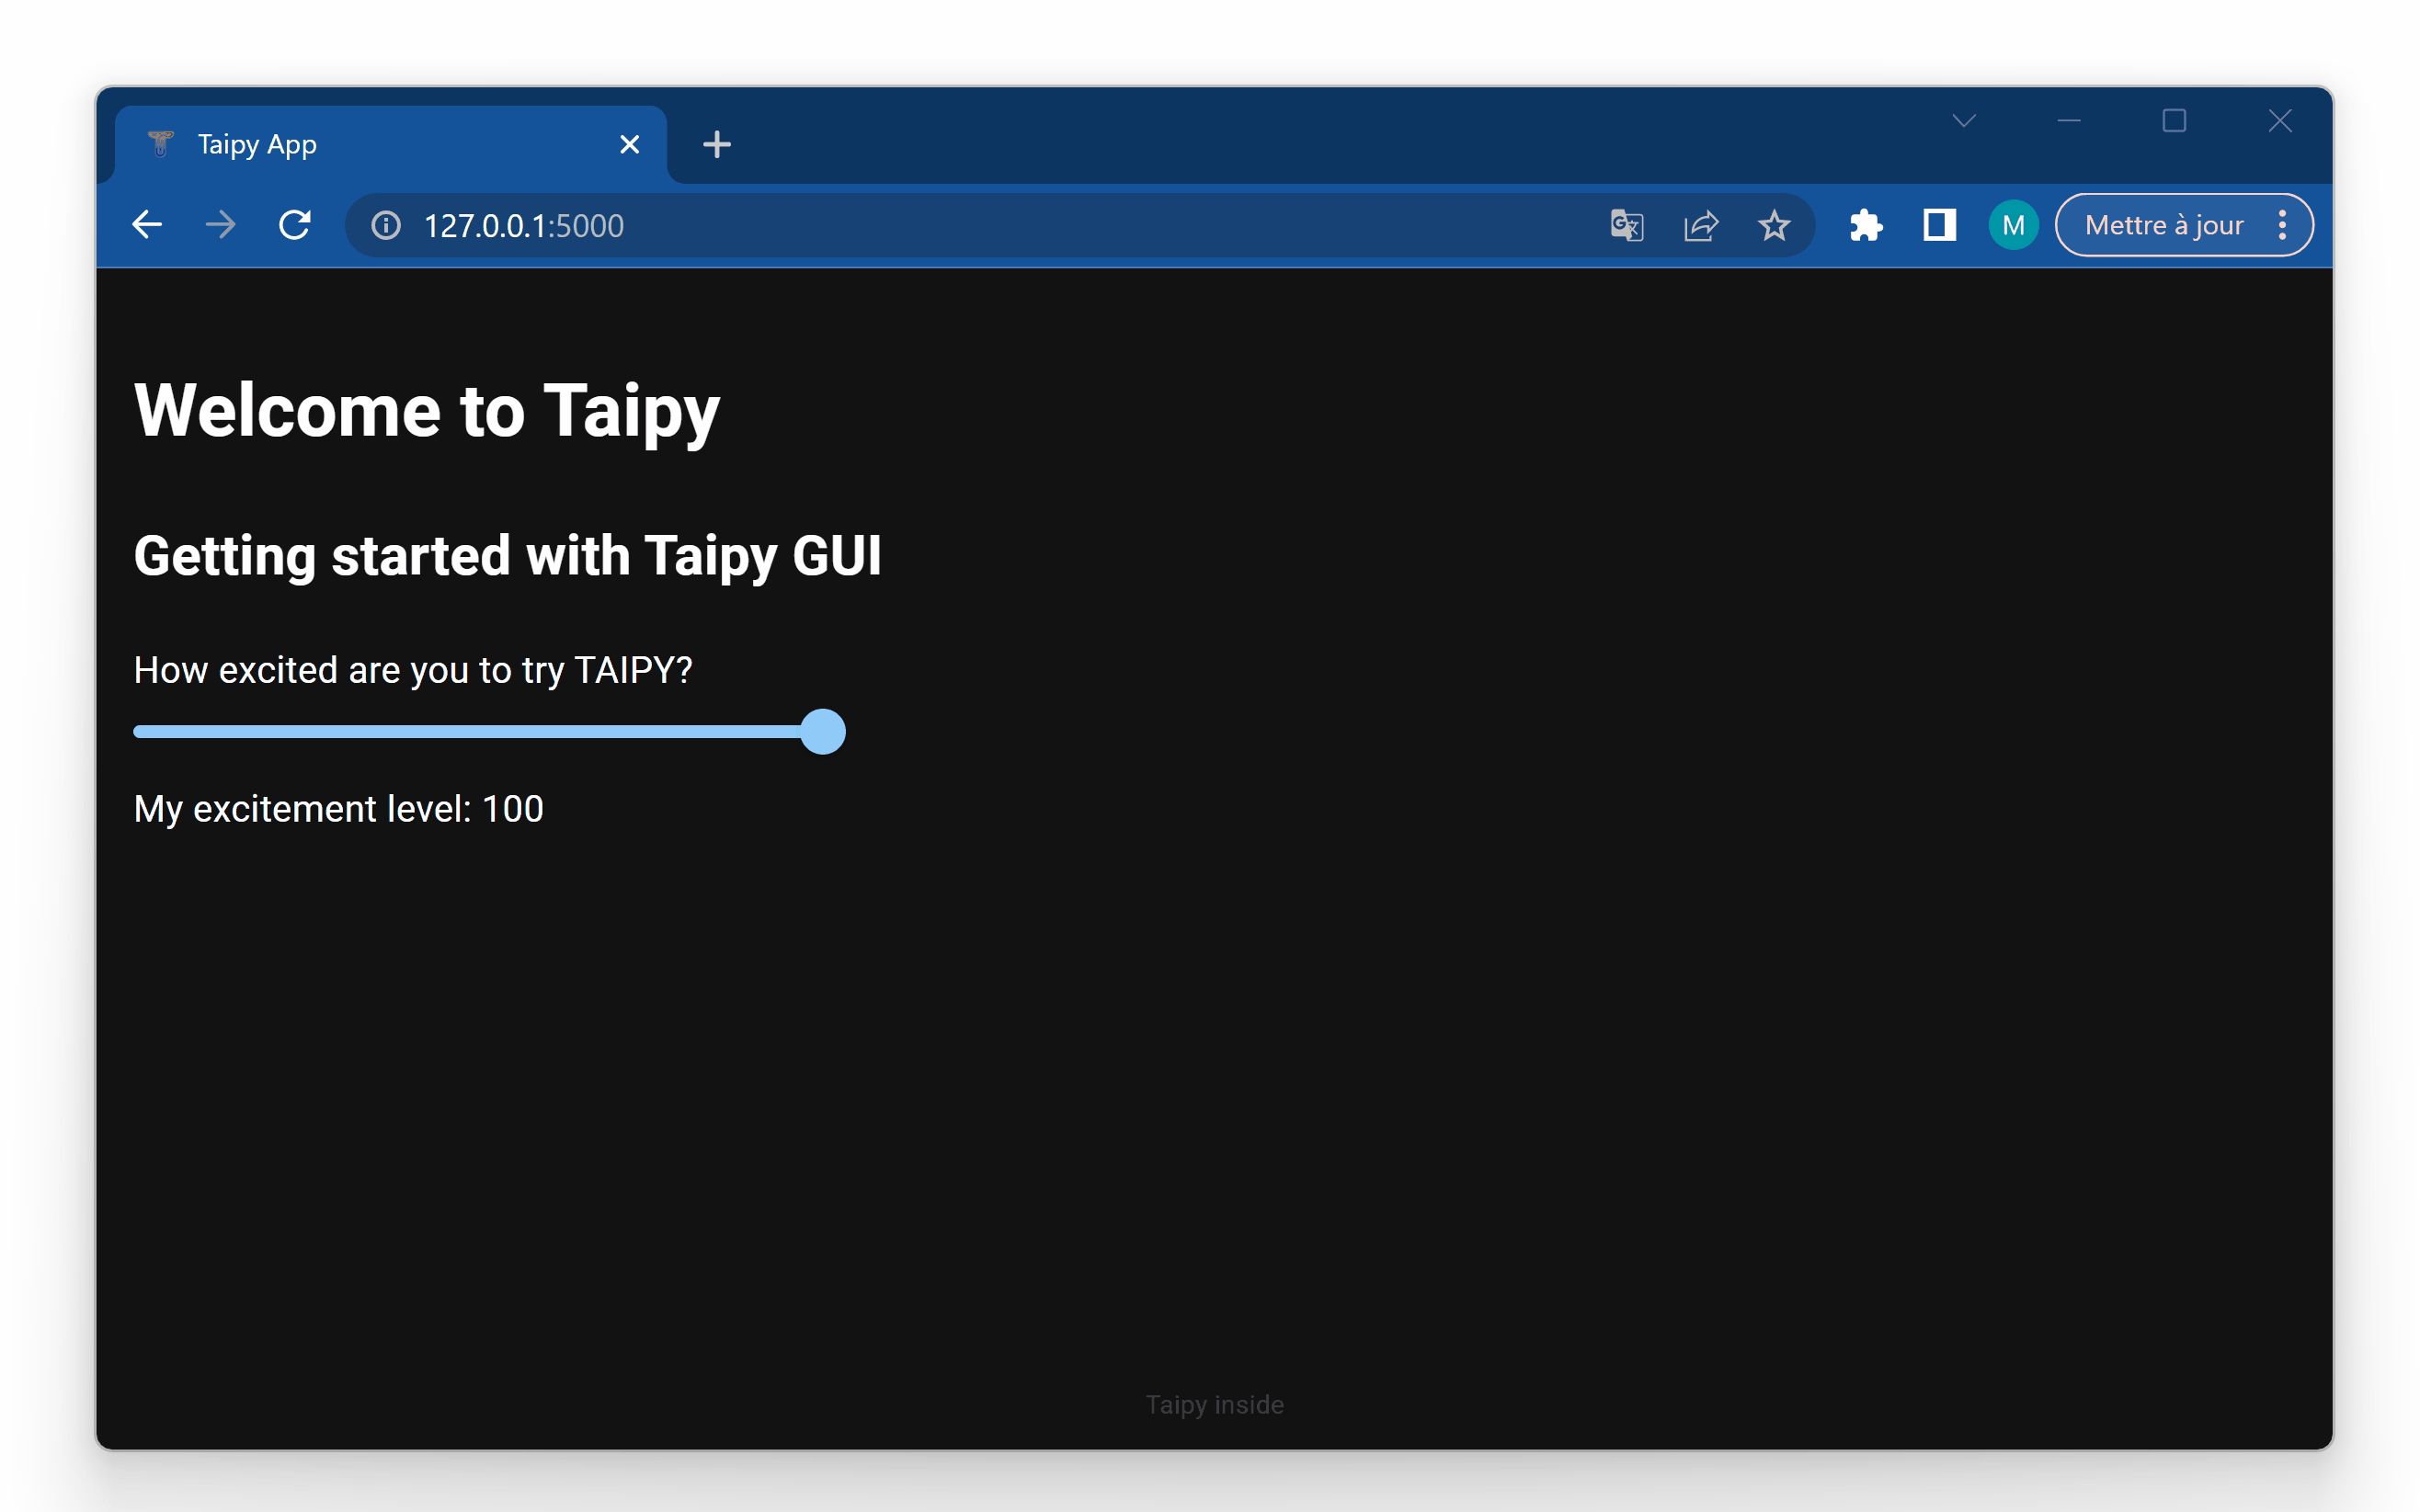 Taipy App
127.0.0.1:5000
M
Mettre à jour
Welcome to Taipy
Getting started with Taipy GUI
How excited are you to try TAIPY?
My excitement level: 100
Taipy inside